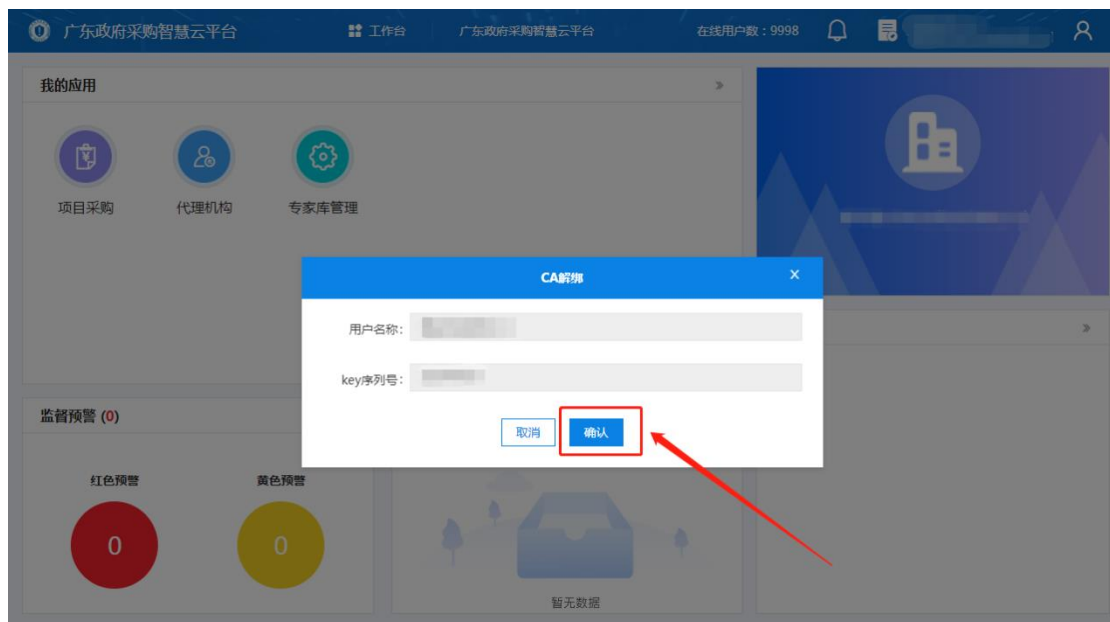 广东政府采购智慧云平台 工作台 广东政府采购智慧云平台 在线用户数：9998
我的应用
项目采购 代理机构 专家库管理
CA解绑 X
用户名称：
key序列号：
取消 确认
监督预警 (0)
红色预警 黄色预警
0 0
暂无数据